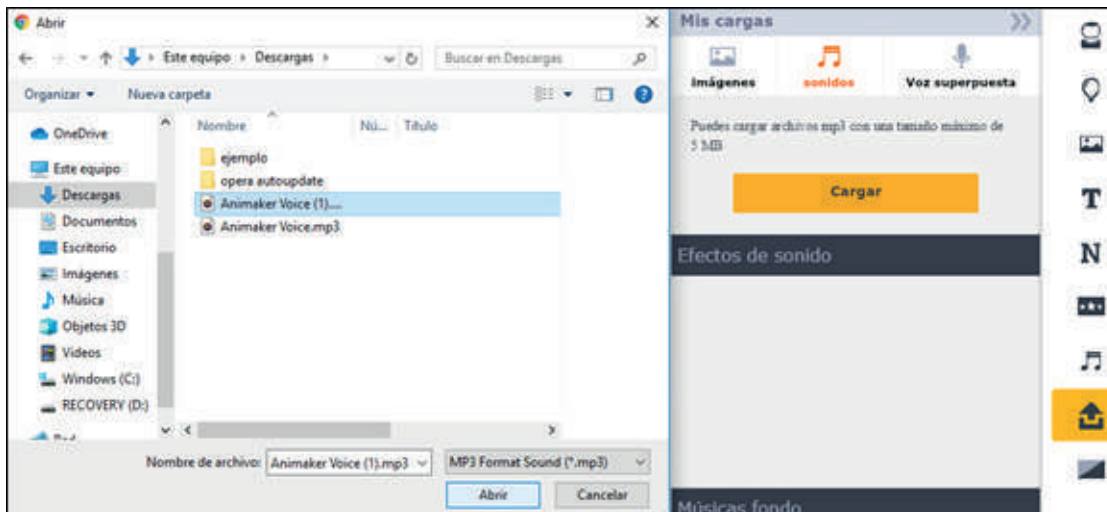 Abrir
Este equipo › Descargas ›
Buscar en Descargas
Organizar
Nueva carpeta
Nombre
Nú...
Título
OneDrive
Este equipo
Descargas
Documentos
Escritorio
Imágenes
Música
Objetos 3D
Videos
Windows (C:)
RECOVERY (D:)
ejemplo
opera autoupdate
Animaker Voice (1)....
Animaker Voice.mp3
Nombre de archivo: Animaker Voice (1).mp3
MP3 Format Sound (*.mp3)
Abrir
Cancelar
Mis cargas
Imágenes
sonidos
Voz superpuesta
Puedes cargar archivos mp3 con una tamaño mínimo de
5 MB
Cargar
Efectos de sonido
Músicas fondo
T
N